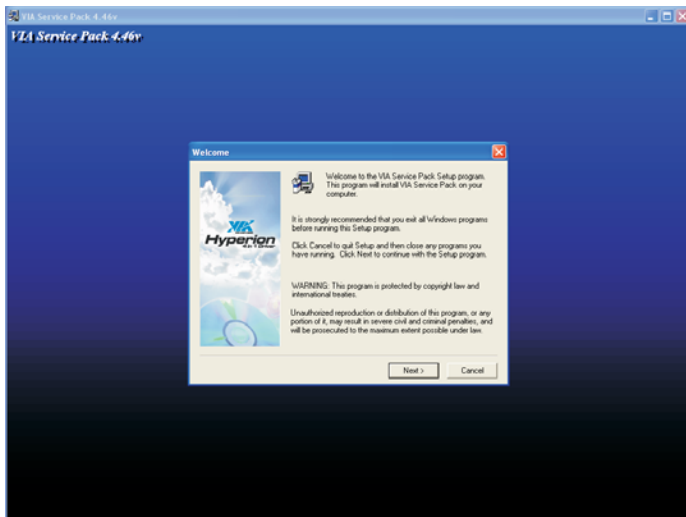 VIA Service Pack 4.46v
VIA Service Pack 4.46v
Welcome
VIA
Hyperion
4 in 1 Driver
Welcome to the VIA Service Pack Setup program.
This program will install VIA Service Pack on your
computer.
It is strongly recommended that you exit all Windows programs
before running this Setup program.
Click Cancel to quit Setup and then close any programs you
have running. Click Next to continue with the Setup program.
WARNING: This program is protected by copyright law and
international treaties.
Unauthorized reproduction or distribution of this program, or any
portion of it, may result in severe civil and criminal penalties, and
will be prosecuted to the maximum extent possible under law.
Next >
Cancel